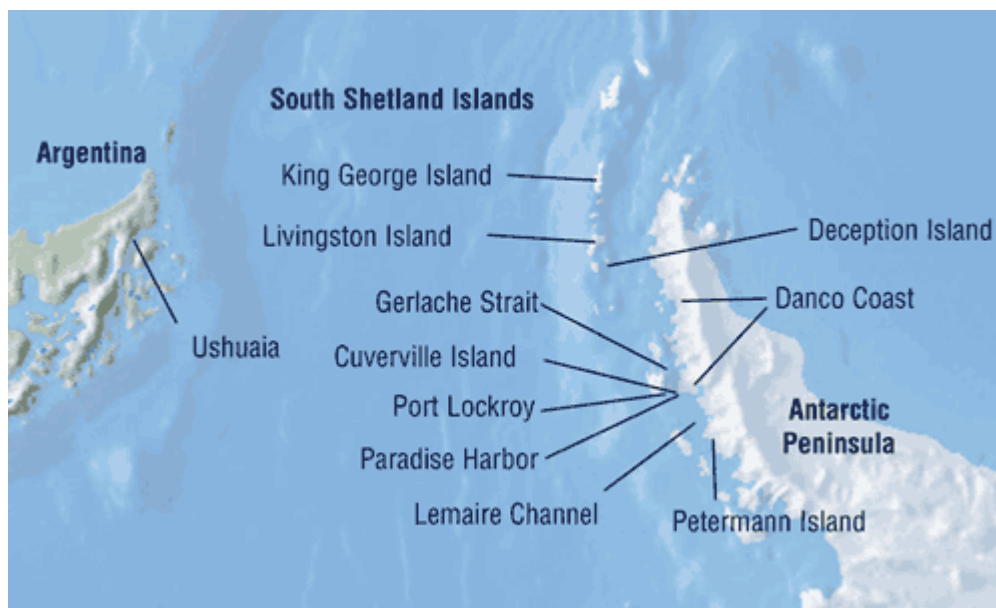 South Shetland Islands
Argentina
King George Island
Livingston Island
Deception Island
Gerlache Strait
Danco Coast
Ushuaia
Cuverville Island
Port Lockroy
Antarctic
Peninsula
Paradise Harbor
Lemaire Channel
Petermann Island